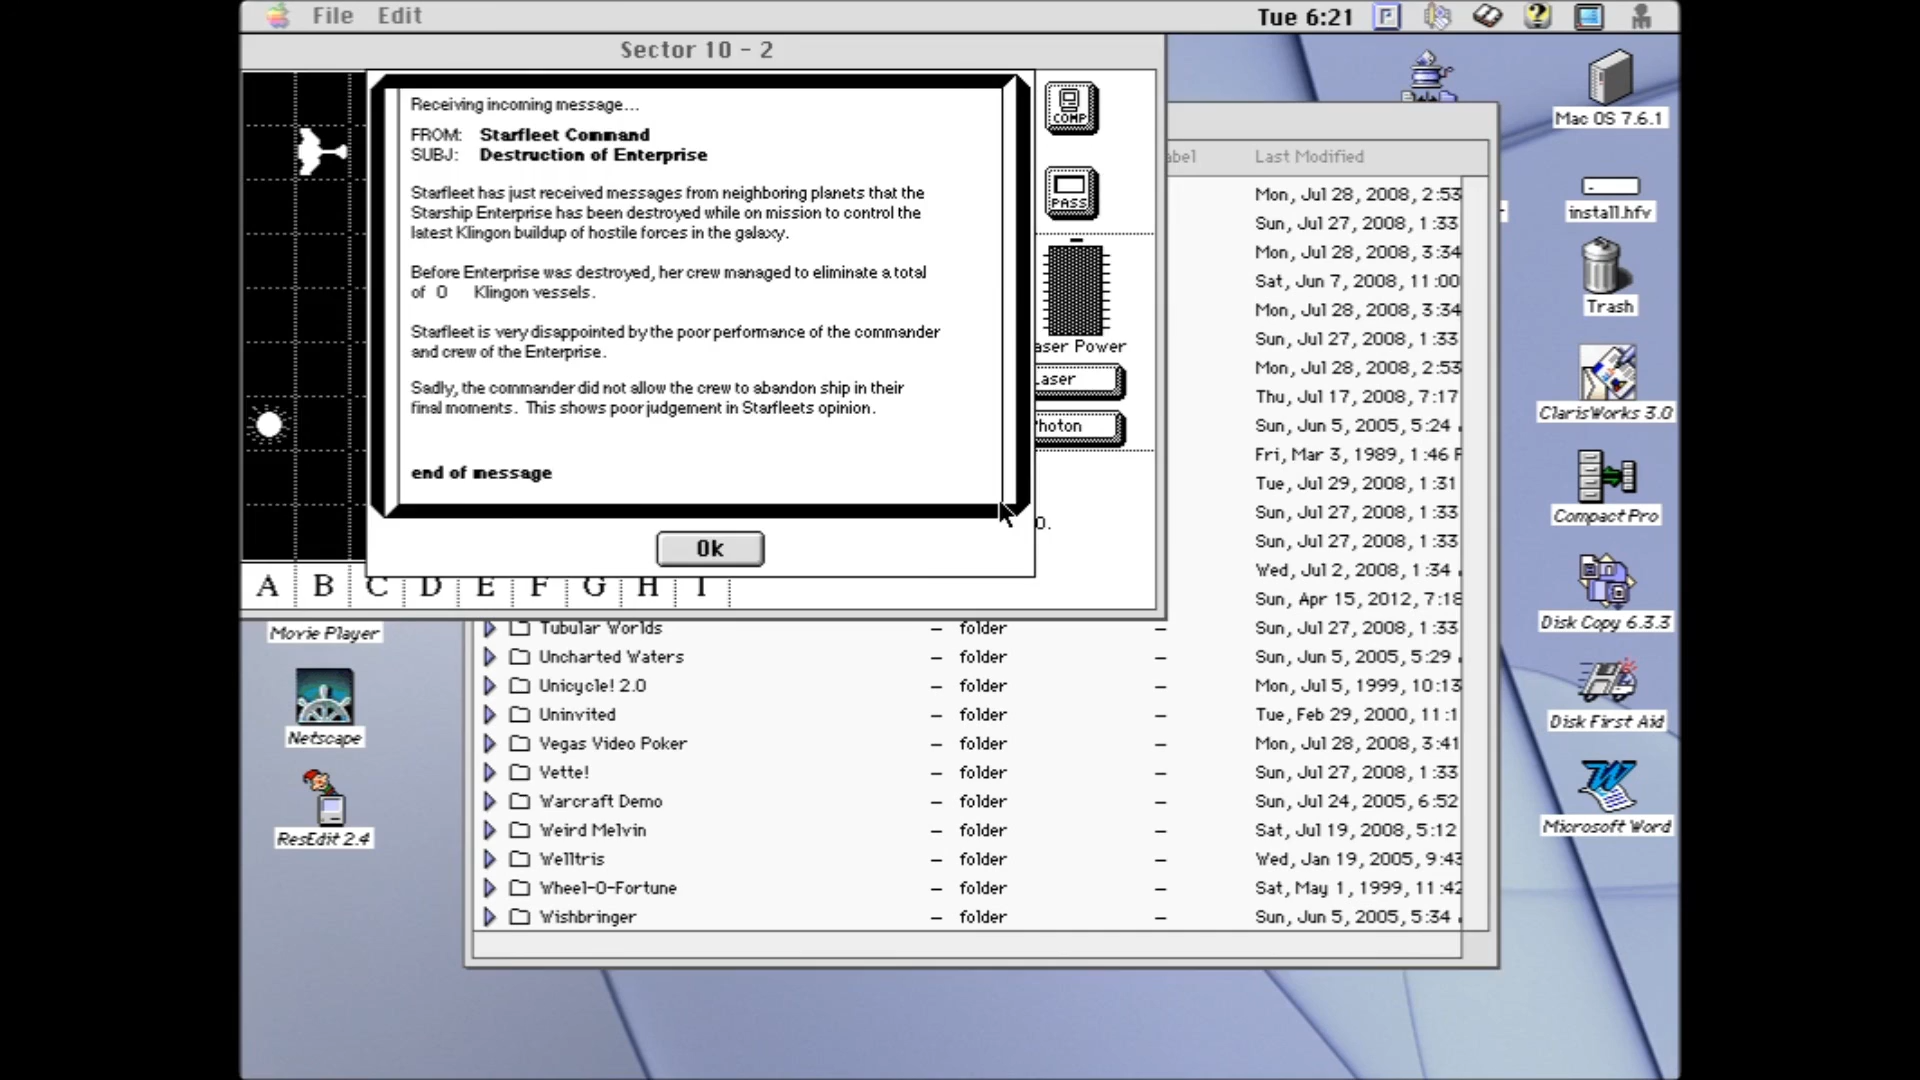 File Edit
Tue 6:21
Sector 10 - 2
Receiving incoming message...
FROM: Starfleet Command
SUBJ: Destruction of Enterprise
Starfleet has just received messages from neighboring planets that the
Starship Enterprise has been destroyed while on mission to control the
latest Klingon buildup of hostile forces in the galaxy.
Before Enterprise was destroyed, her crew managed to eliminate a total
of 0 Klingon vessels.
Starfleet is very disappointed by the poor performance of the commander
and crew of the Enterprise.
Sadly, the commander did not allow the crew to abandon ship in their
final moments. This shows poor judgement in Starfleets opinion.
end of message
Ok
COMP
PASS
aser Power
Laser
Photon
0.
A B C D E F G H I
abel Last Modified
Mon, Jul 28, 2008, 2:53
Sun, Jul 27, 2008, 1:33
Mon, Jul 28, 2008, 3:34
Sat, Jun 7, 2008, 11:00
Mon, Jul 28, 2008, 3:34
Sun, Jul 27, 2008, 1:33
Mon, Jul 28, 2008, 2:53
Thu, Jul 17, 2008, 7:17
Sun, Jun 5, 2005, 5:24
Fri, Mar 3, 1989, 1:46 P
Tue, Jul 29, 2008, 1:31
Sun, Jul 27, 2008, 1:33
Sun, Jul 27, 2008, 1:33
Wed, Jul 2, 2008, 1:34
Sun, Apr 15, 2012, 7:18
Tubular Worlds – folder – Sun, Jul 27, 2008, 1:33
Uncharted Waters – folder – Sun, Jun 5, 2005, 5:29
Unicycle! 2.0 – folder – Mon, Jul 5, 1999, 10:13
Uninvited – folder – Tue, Feb 29, 2000, 11:1
Vegas Video Poker – folder – Mon, Jul 28, 2008, 3:41
Vette! – folder – Sun, Jul 27, 2008, 1:33
Warcraft Demo – folder – Sun, Jul 24, 2005, 6:52
Weird Melvin – folder – Sat, Jul 19, 2008, 5:12
Welltris – folder – Wed, Jan 19, 2005, 9:43
Wheel-O-Fortune – folder – Sat, May 1, 1999, 11:42
Wishbringer – folder – Sun, Jun 5, 2005, 5:34
Movie Player
Netscape
ResEdit 2.4
Mac OS 7.6.1
install.hfv
Trash
ClarisWorks 3.0
Compact Pro
Disk Copy 6.3.3
Disk First Aid
Microsoft Word